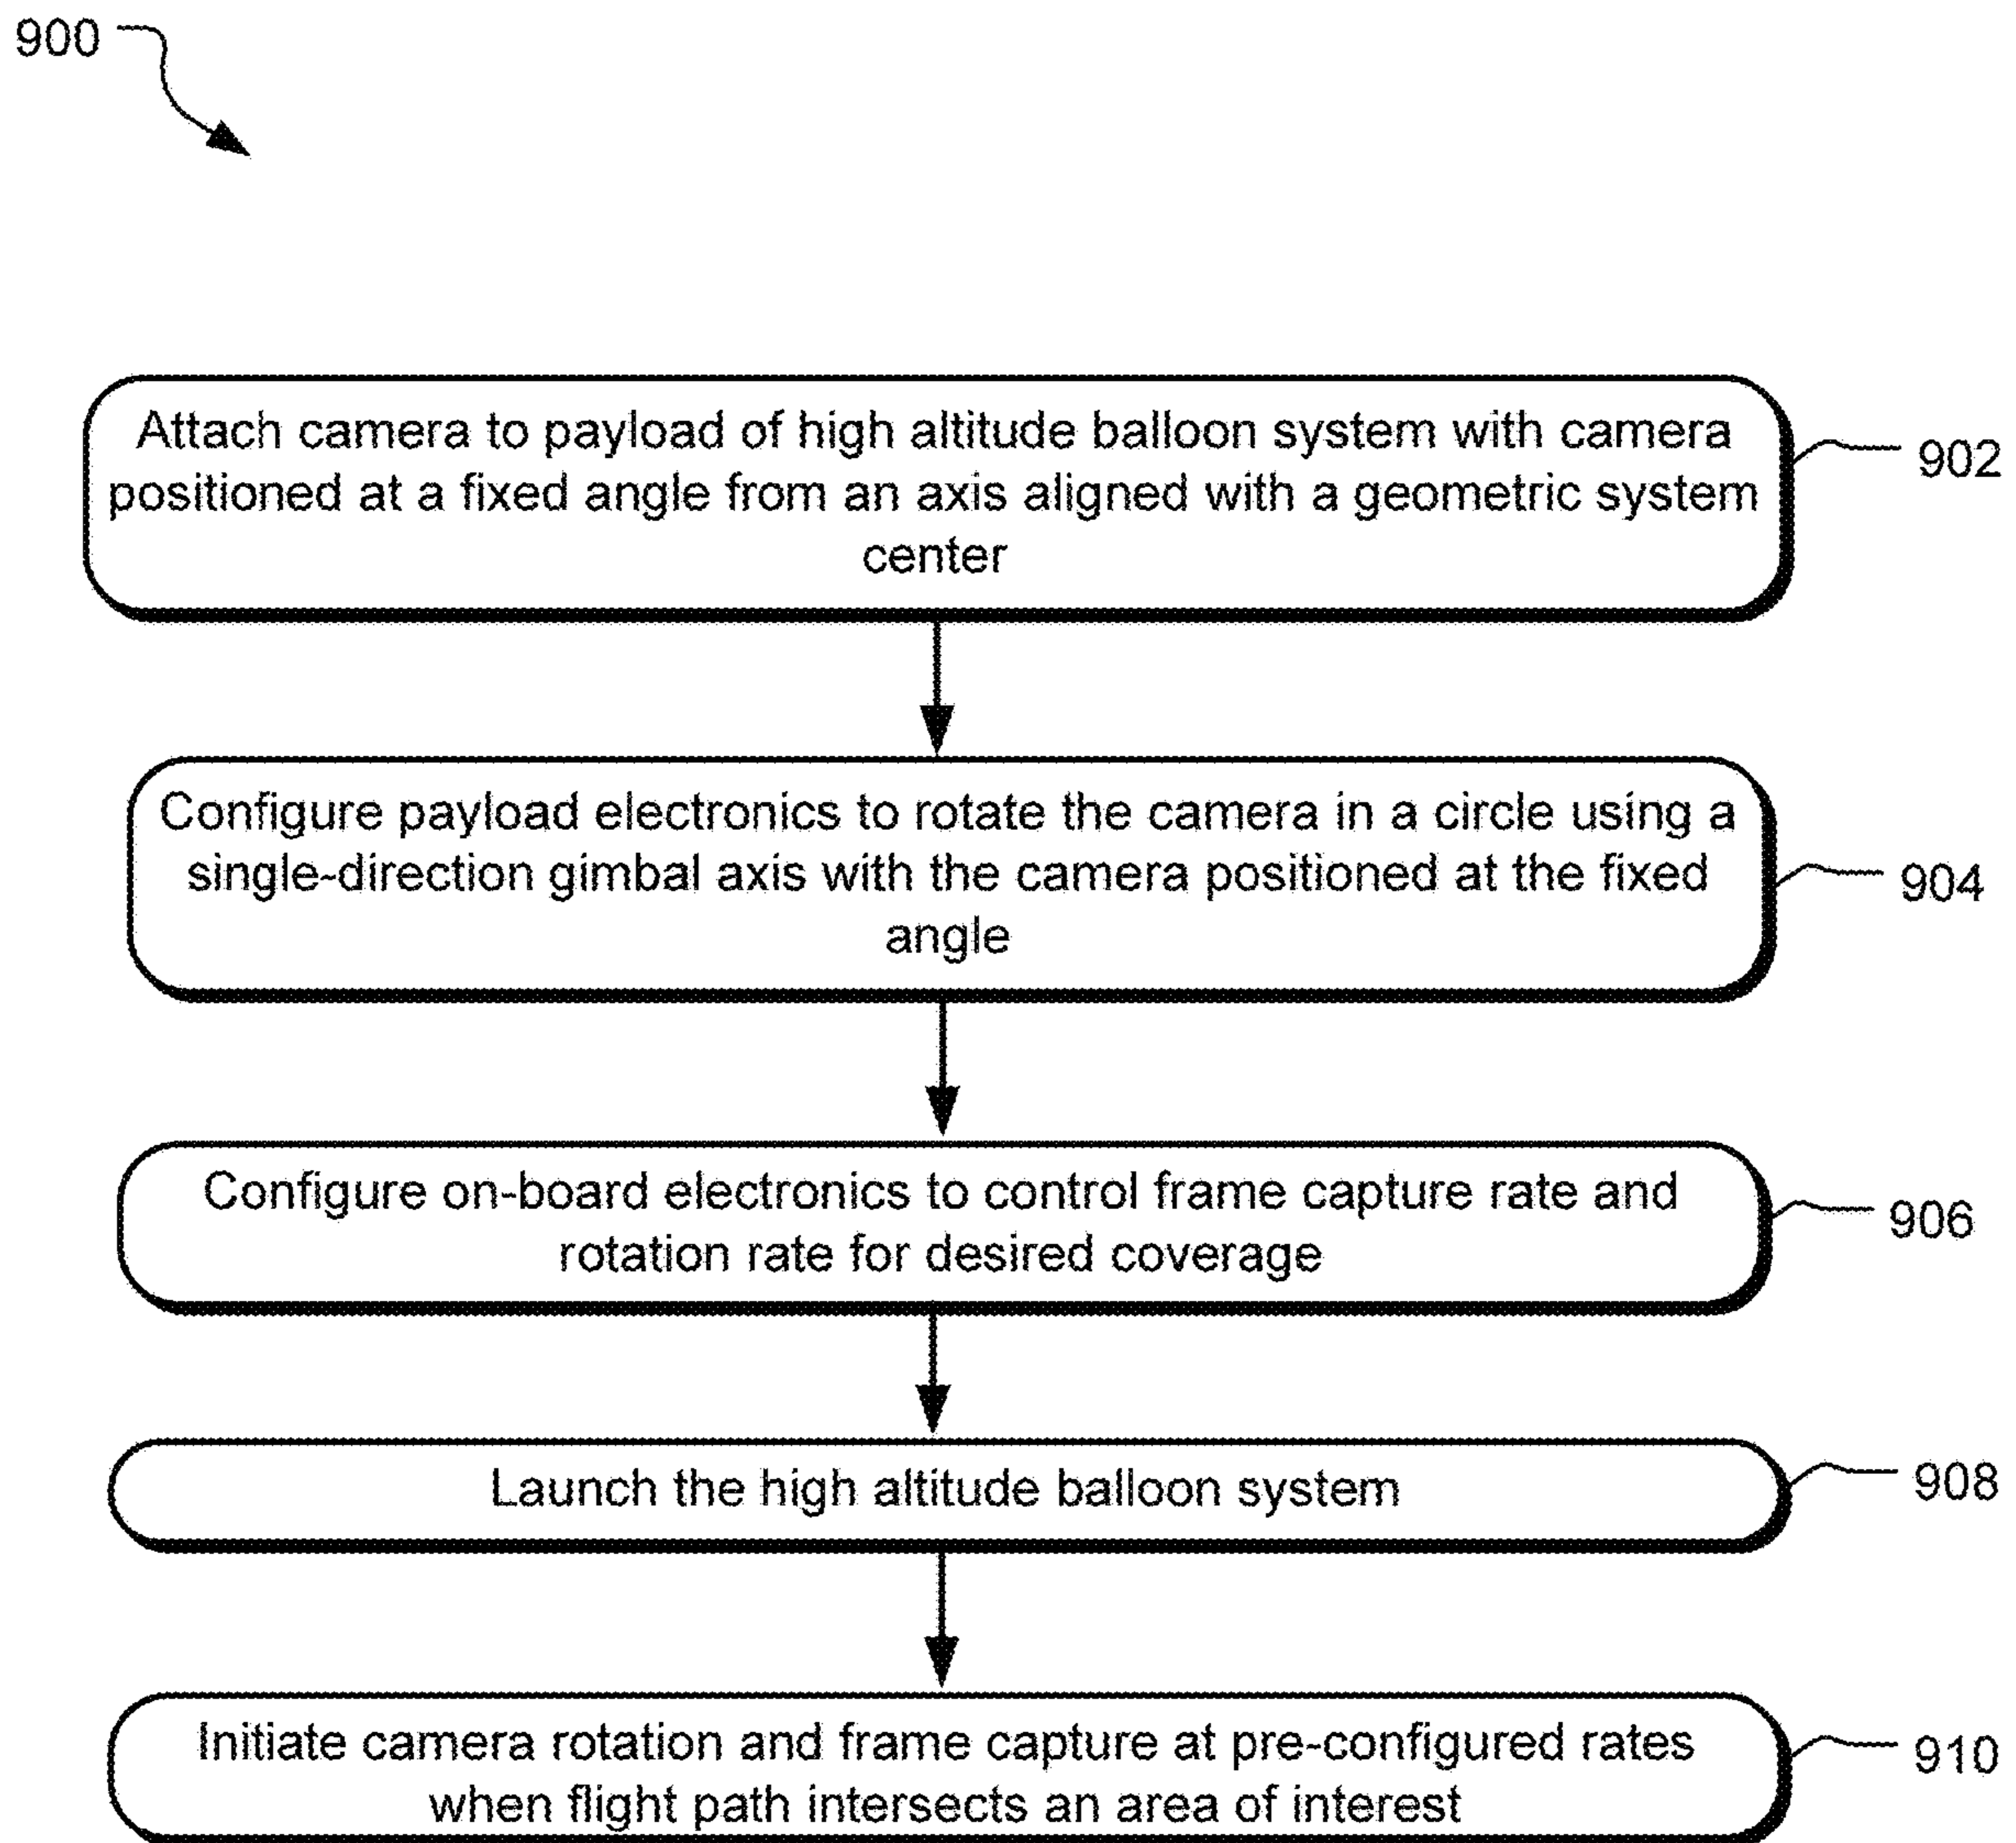 900
Attach camera to payload of high altitude balloon system with camera
positioned at a fixed angle from an axis aligned with a geometric system
center
902
Configure payload electronics to rotate the camera in a circle using a
single-direction gimbal axis with the camera positioned at the fixed
angle
904
Configure on-board electronics to control frame capture rate and
rotation rate for desired coverage
906
Launch the high altitude balloon system
908
Initiate camera rotation and frame capture at pre-configured rates
when flight path intersects an area of interest
910